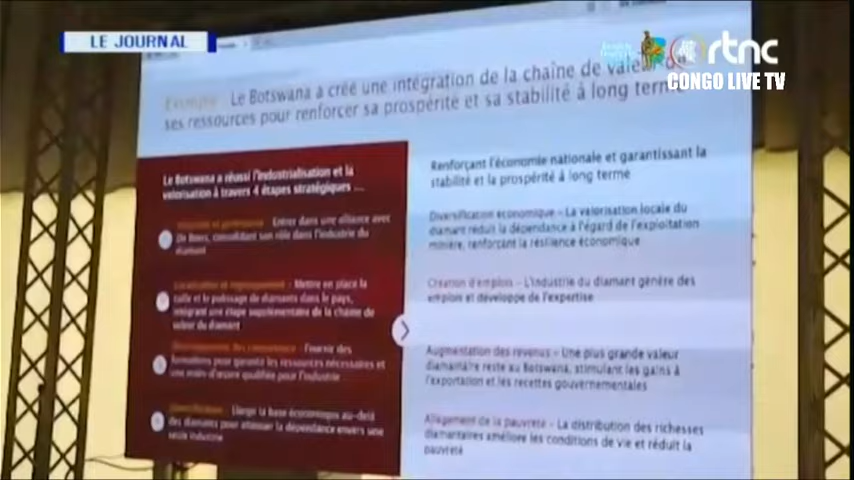 LE JOURNAL
rtnc
CONGO LIVE TV
Exemple : Le Botswana a créé une intégration de la chaîne de valeur de
ses ressources pour renforcer sa prospérité et sa stabilité à long terme
Le Botswana a réussi l'industrialisation et la
valorisation à travers 4 étapes stratégiques ...
Entrer dans une alliance avec
De Beers, consolidant son rôle dans l'industrie du
diamant
Mettre en place la
taille et le polissage de diamants dans le pays,
intégrant une étape supplémentaire de la chaîne de
valeur du diamant
Développement des compétences - Fournir des
formations pour garantir les ressources nécessaires et
une main-d'œuvre qualifiée pour l'industrie
Diversification - Élargir la base économique au-delà
des diamants pour atténuer la dépendance envers une
seule industrie
Renforçant l'économie nationale et garantissant la
stabilité et la prospérité à long terme
Diversification économique – La valorisation locale du
diamant réduit la dépendance à l'égard de l'exploitation
minière, renforçant la résilience économique
Création d'emplois – L'industrie du diamant génère des
emplois et développe de l'expertise
Augmentation des revenus – Une plus grande valeur
diamantaire reste au Botswana, stimulant les gains à
l'exportation et les recettes gouvernementales
Allègement de la pauvreté – La distribution des richesses
diamantaires améliore les conditions de vie et réduit la
pauvreté